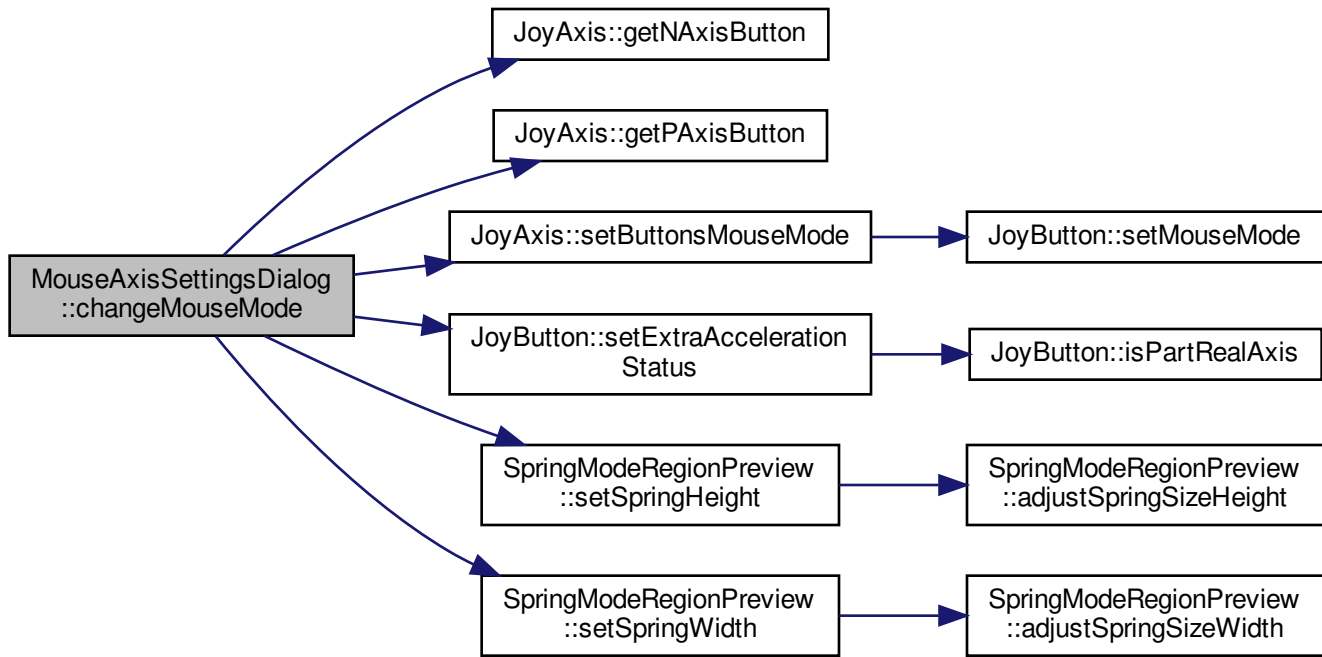 JoyAxis::getNAxisButton
JoyAxis::getPAxisButton
JoyAxis::setButtonsMouseMode
JoyButton::setMouseMode
MouseAxisSettingsDialog
::changeMouseMode
JoyButton::setExtraAcceleration
Status
JoyButton::isPartRealAxis
SpringModeRegionPreview
::setSpringHeight
SpringModeRegionPreview
::adjustSpringSizeHeight
SpringModeRegionPreview
::setSpringWidth
SpringModeRegionPreview
::adjustSpringSizeWidth